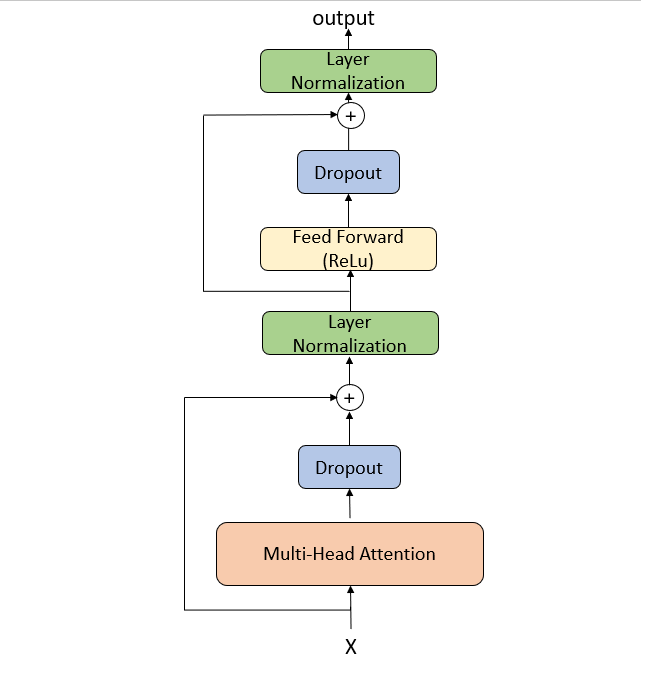 output
Layer
Normalization
+
Dropout
Feed Forward
(ReLu)
Layer
Normalization
+
Dropout
Multi-Head Attention
X